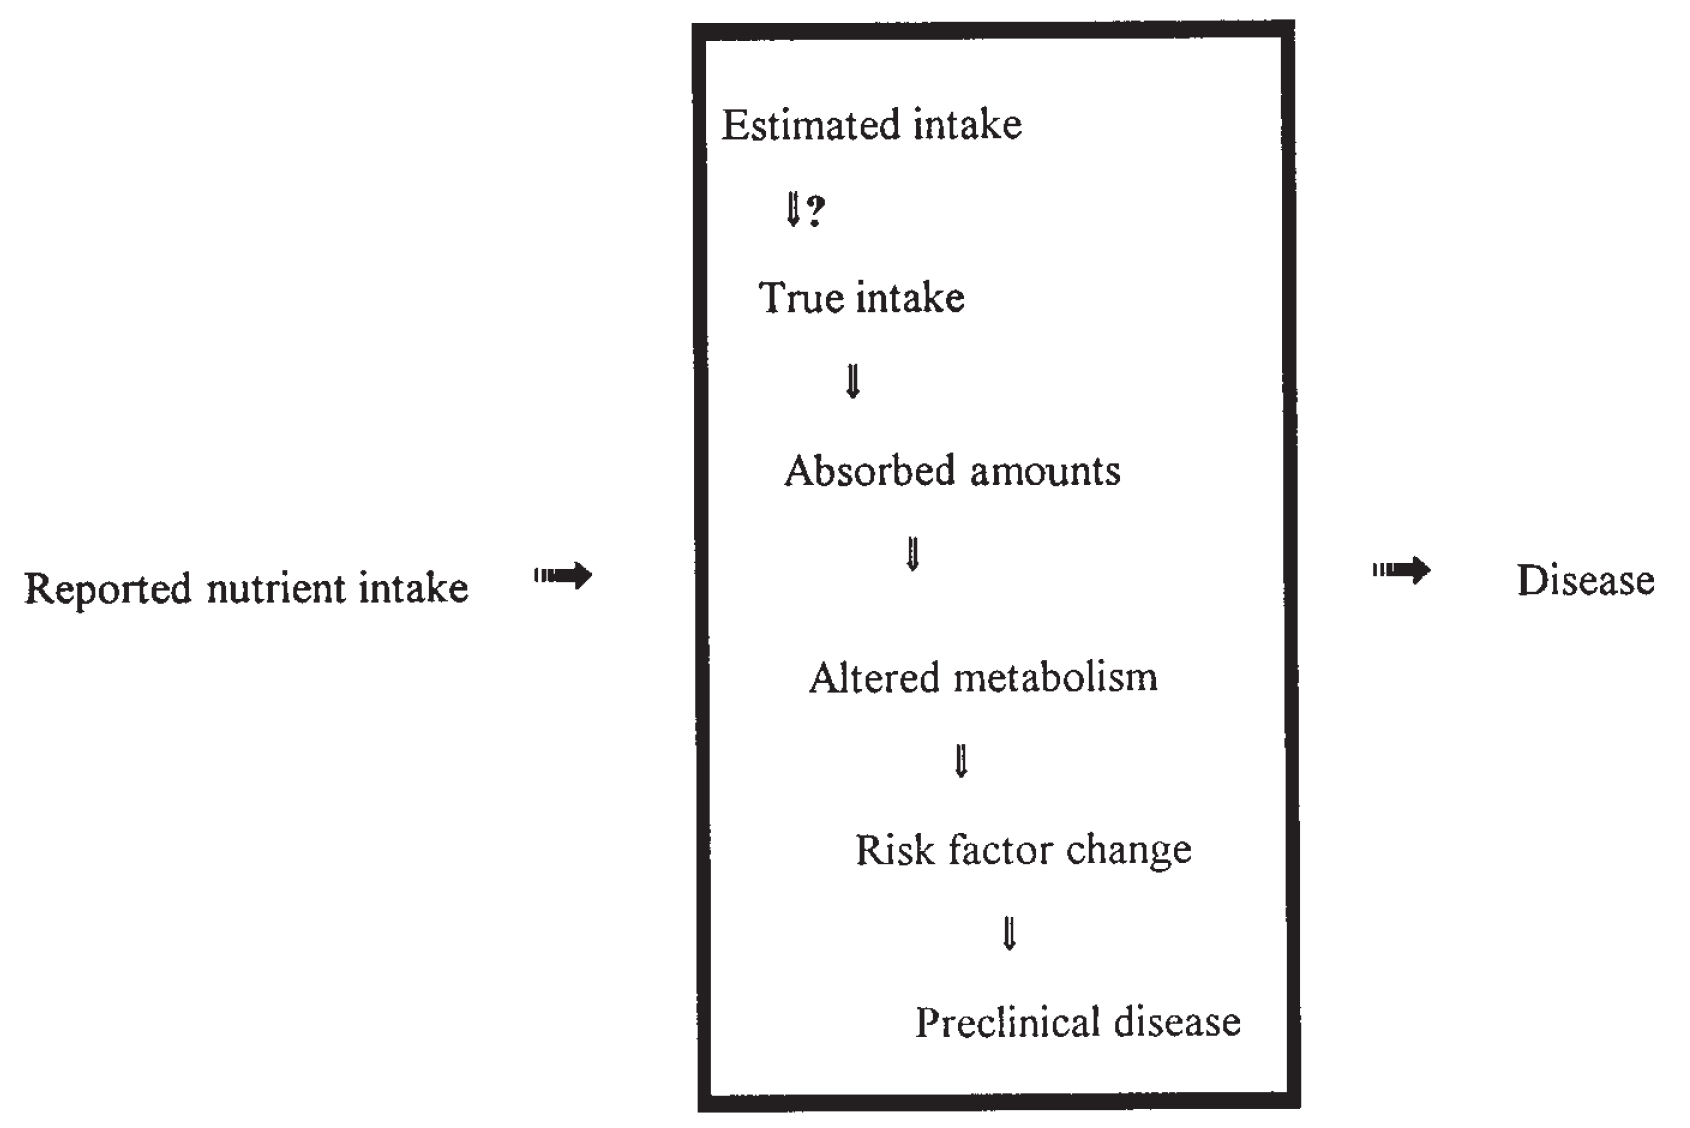 Estimated intake
⇓?
True intake
⇓
Absorbed amounts
⇓
Reported nutrient intake ➠ ➠ Disease
Altered metabolism
⇓
Risk factor change
⇓
Preclinical disease